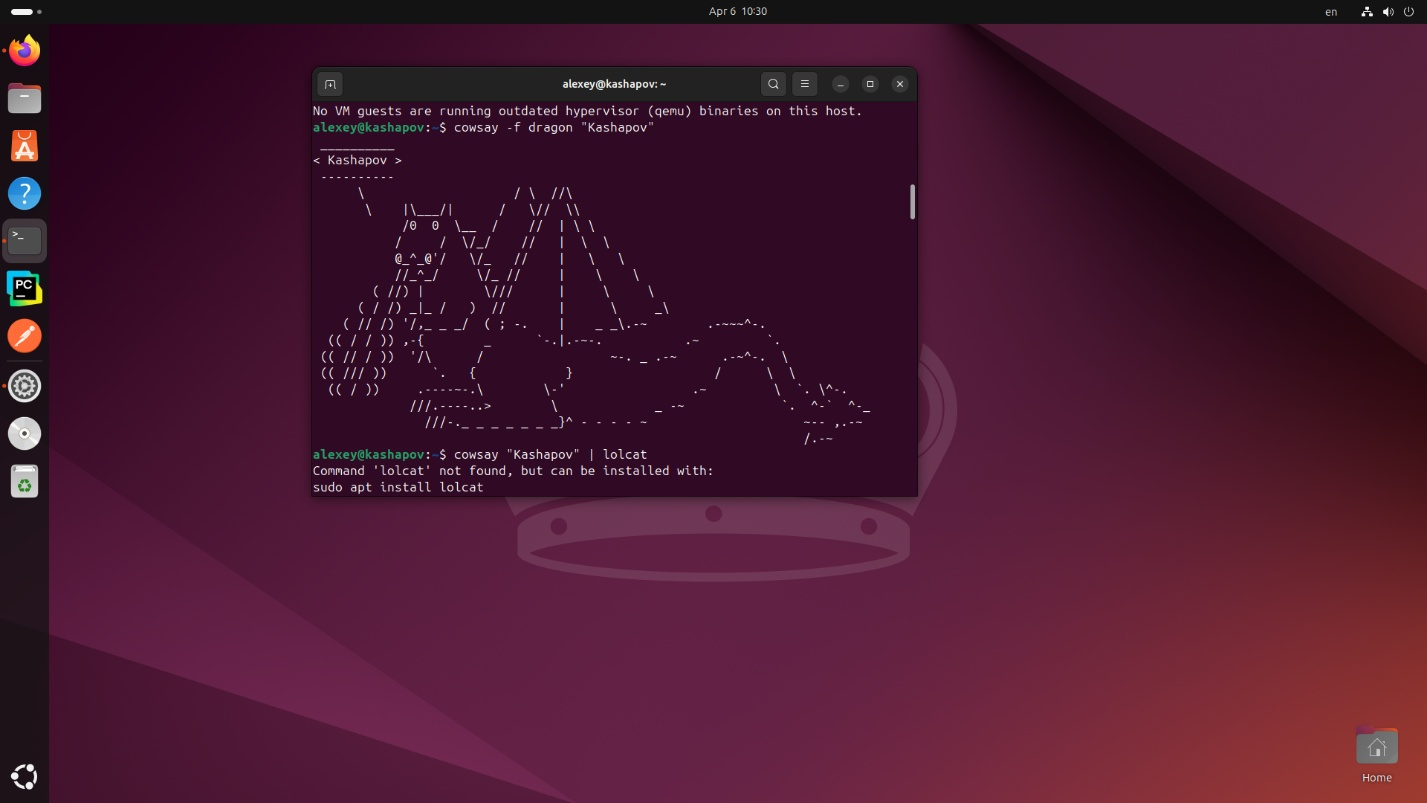 Apr 6 10:30
en
alexey@kashapov: ~
No VM guests are running outdated hypervisor (qemu) binaries on this host.
alexey@kashapov:~$ cowsay -f dragon "Kashapov"
< Kashapov >
alexey@kashapov:~$ cowsay "Kashapov" | lolcat
Command 'lolcat' not found, but can be installed with:
sudo apt install lolcat
PC
Home